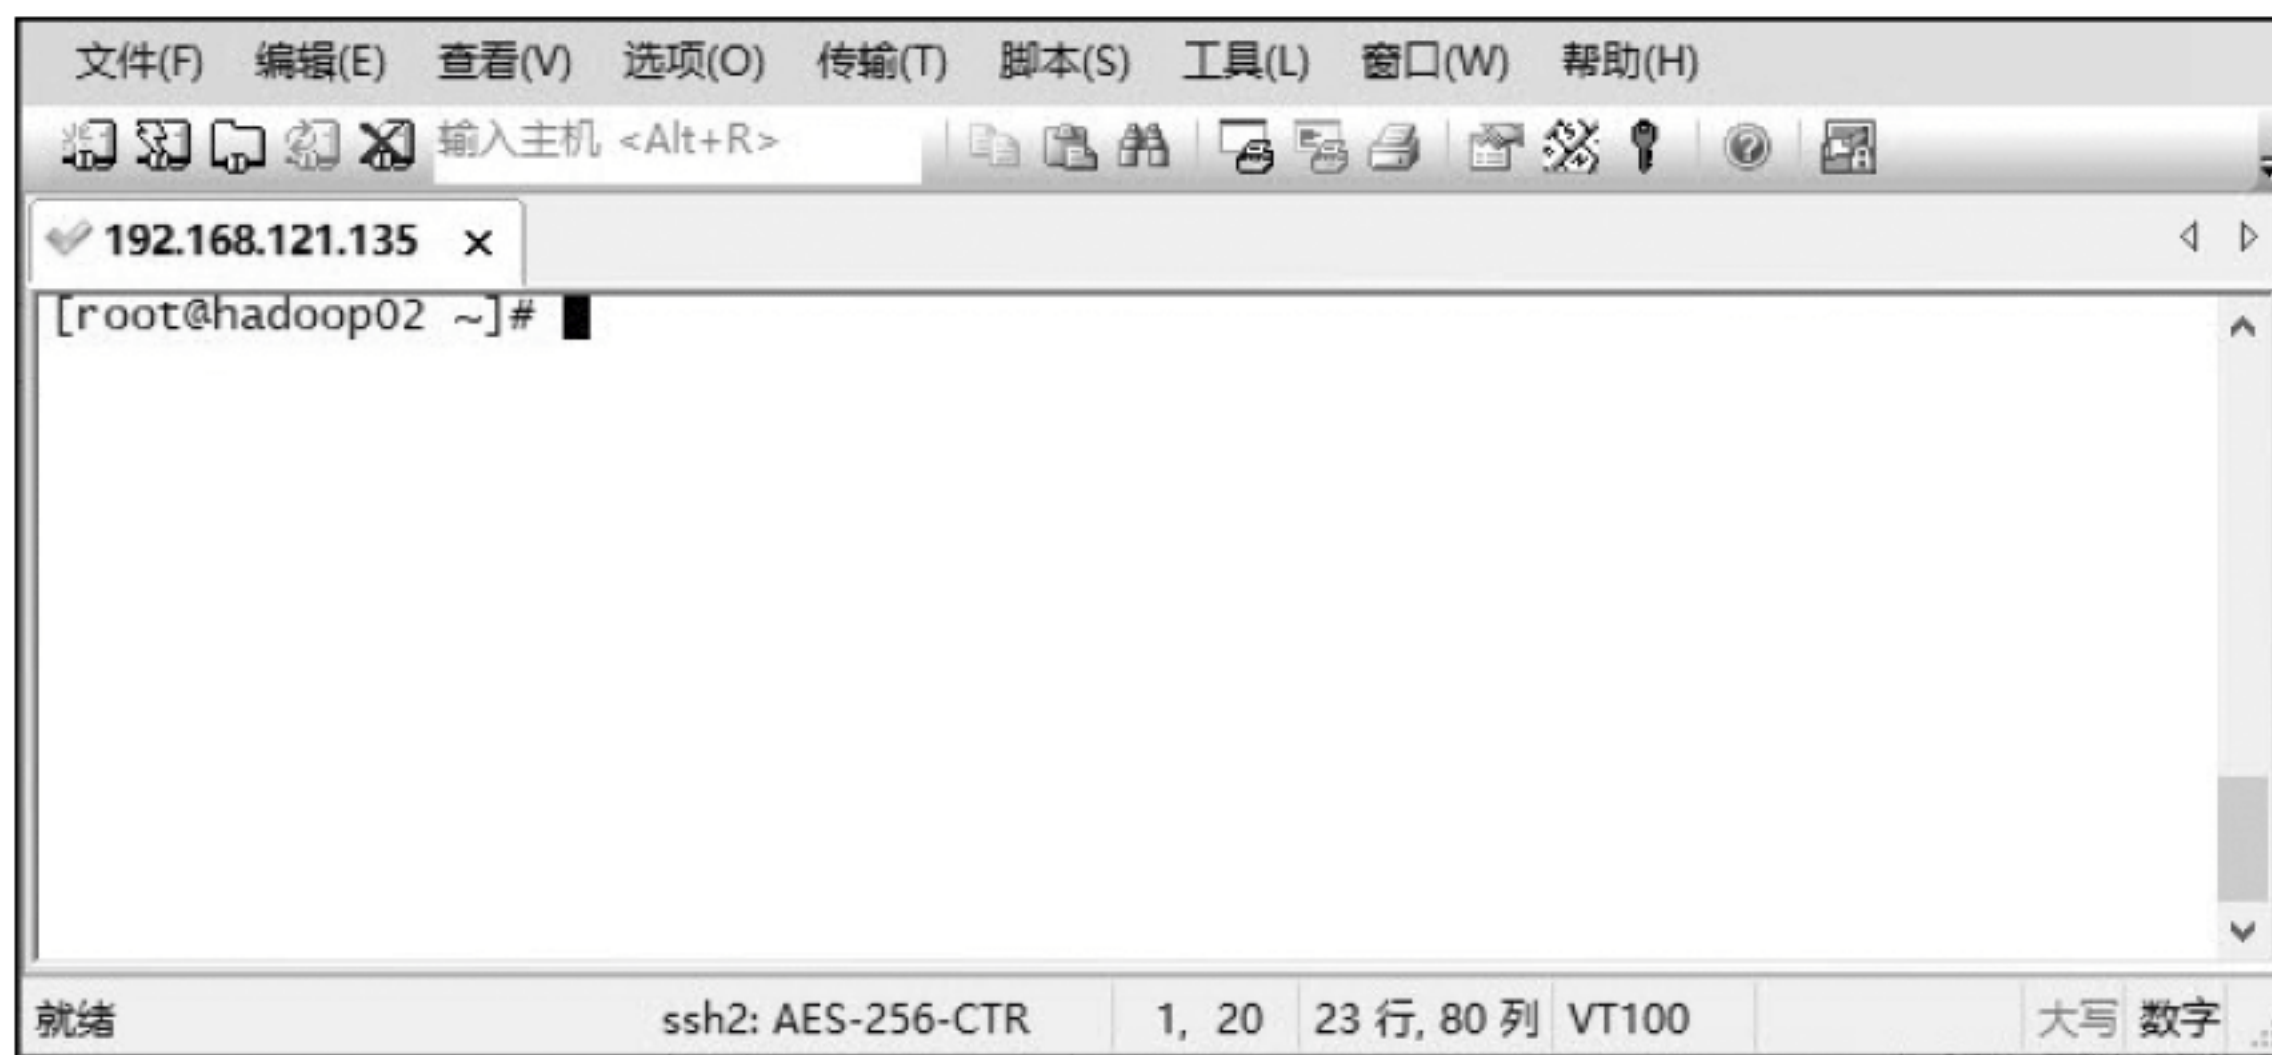 文件(F) 编辑(E) 查看(V) 选项(O) 传输(T) 脚本(S) 工具(L) 窗口(W) 帮助(H)
输入主机 <Alt+R>
192.168.121.135
[root@hadoop02 ~]#
就绪 ssh2: AES-256-CTR 1, 20 23 行, 80 列 VT100 大写 数字